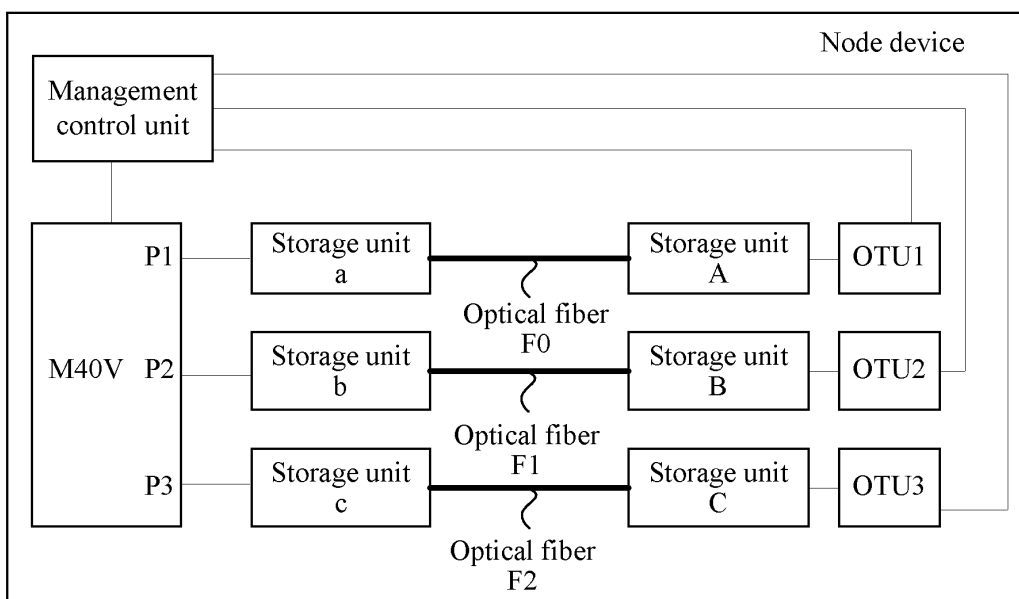 Node device
Management
control unit
P1
Storage unit
a
Storage unit
A
OTU1
Optical fiber
F0
M40V
P2
Storage unit
b
Storage unit
B
OTU2
Optical fiber
F1
P3
Storage unit
c
Storage unit
C
OTU3
Optical fiber
F2